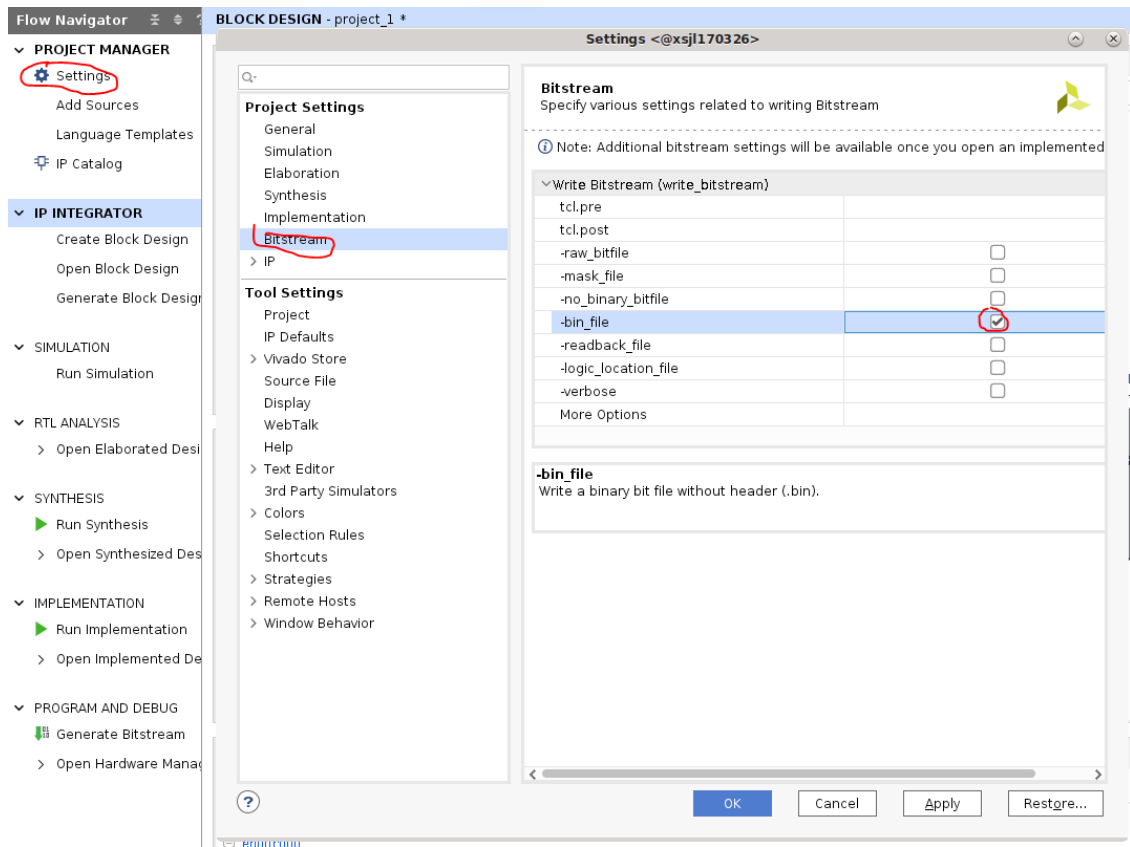 Flow Navigator
PROJECT MANAGER
Settings
Add Sources
Language Templates
IP Catalog
IP INTEGRATOR
Create Block Design
Open Block Design
Generate Block Design
SIMULATION
Run Simulation
RTL ANALYSIS
Open Elaborated Desi
SYNTHESIS
Run Synthesis
Open Synthesized Des
IMPLEMENTATION
Run Implementation
Open Implemented De
PROGRAM AND DEBUG
Generate Bitstream
Open Hardware Manag
BLOCK DESIGN - project_1 *
Settings <@xsjl170326>
Project Settings
General
Simulation
Elaboration
Synthesis
Implementation
Bitstream
> IP
Tool Settings
Project
IP Defaults
> Vivado Store
Source File
Display
WebTalk
Help
> Text Editor
3rd Party Simulators
> Colors
Selection Rules
Shortcuts
> Strategies
> Remote Hosts
> Window Behavior
Bitstream
Specify various settings related to writing Bitstream
Note: Additional bitstream settings will be available once you open an implemented
Write Bitstream (write_bitstream)
tcl.pre
tcl.post
-raw_bitfile
-mask_file
-no_binary_bitfile
-bin_file
-readback_file
-logic_location_file
-verbose
More Options
-bin_file
Write a binary bit file without header (.bin).
?
OK
Cancel
Apply
Restore...